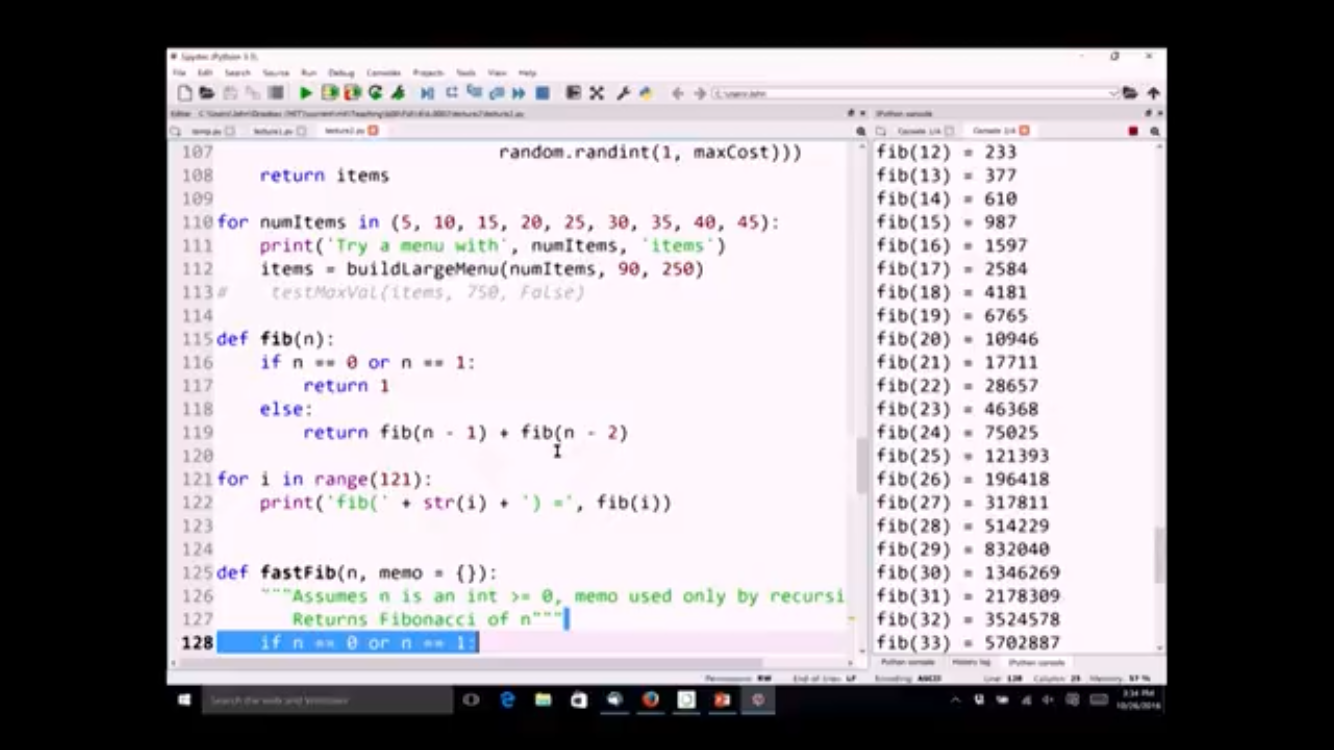 Spyder (Python 3.5)
File Edit Search Source Run Debug Consoles Projects Tools View Help
C:\Users\John
IPython console
temp.py lecture1.py lecture2.py
Console 1/A Console 2/A
107 random.randint(1, maxCost)))
108 return items
109
110 for numItems in (5, 10, 15, 20, 25, 30, 35, 40, 45):
111 print('Try a menu with', numItems, 'items')
112 items = buildLargeMenu(numItems, 90, 250)
113 # testMaxVal(items, 750, False)
114
115 def fib(n):
116 if n == 0 or n == 1:
117 return 1
118 else:
119 return fib(n - 1) + fib(n - 2)
120
121 for i in range(121):
122 print('fib(' + str(i) + ') =', fib(i))
123
124
125 def fastFib(n, memo = {}):
126 """Assumes n is an int >= 0, memo used only by recursi
127 Returns Fibonacci of n"""
128 if n == 0 or n == 1:
fib(12) = 233
fib(13) = 377
fib(14) = 610
fib(15) = 987
fib(16) = 1597
fib(17) = 2584
fib(18) = 4181
fib(19) = 6765
fib(20) = 10946
fib(21) = 17711
fib(22) = 28657
fib(23) = 46368
fib(24) = 75025
fib(25) = 121393
fib(26) = 196418
fib(27) = 317811
fib(28) = 514229
fib(29) = 832040
fib(30) = 1346269
fib(31) = 2178309
fib(32) = 3524578
fib(33) = 5702887
Python console History log IPython console
Permissions: RW End-of-lines: LF Encoding: ASCII Line: 128 Column: 25 Memory: 57 %
Search the web and Windows
3:34 PM
10/26/2016